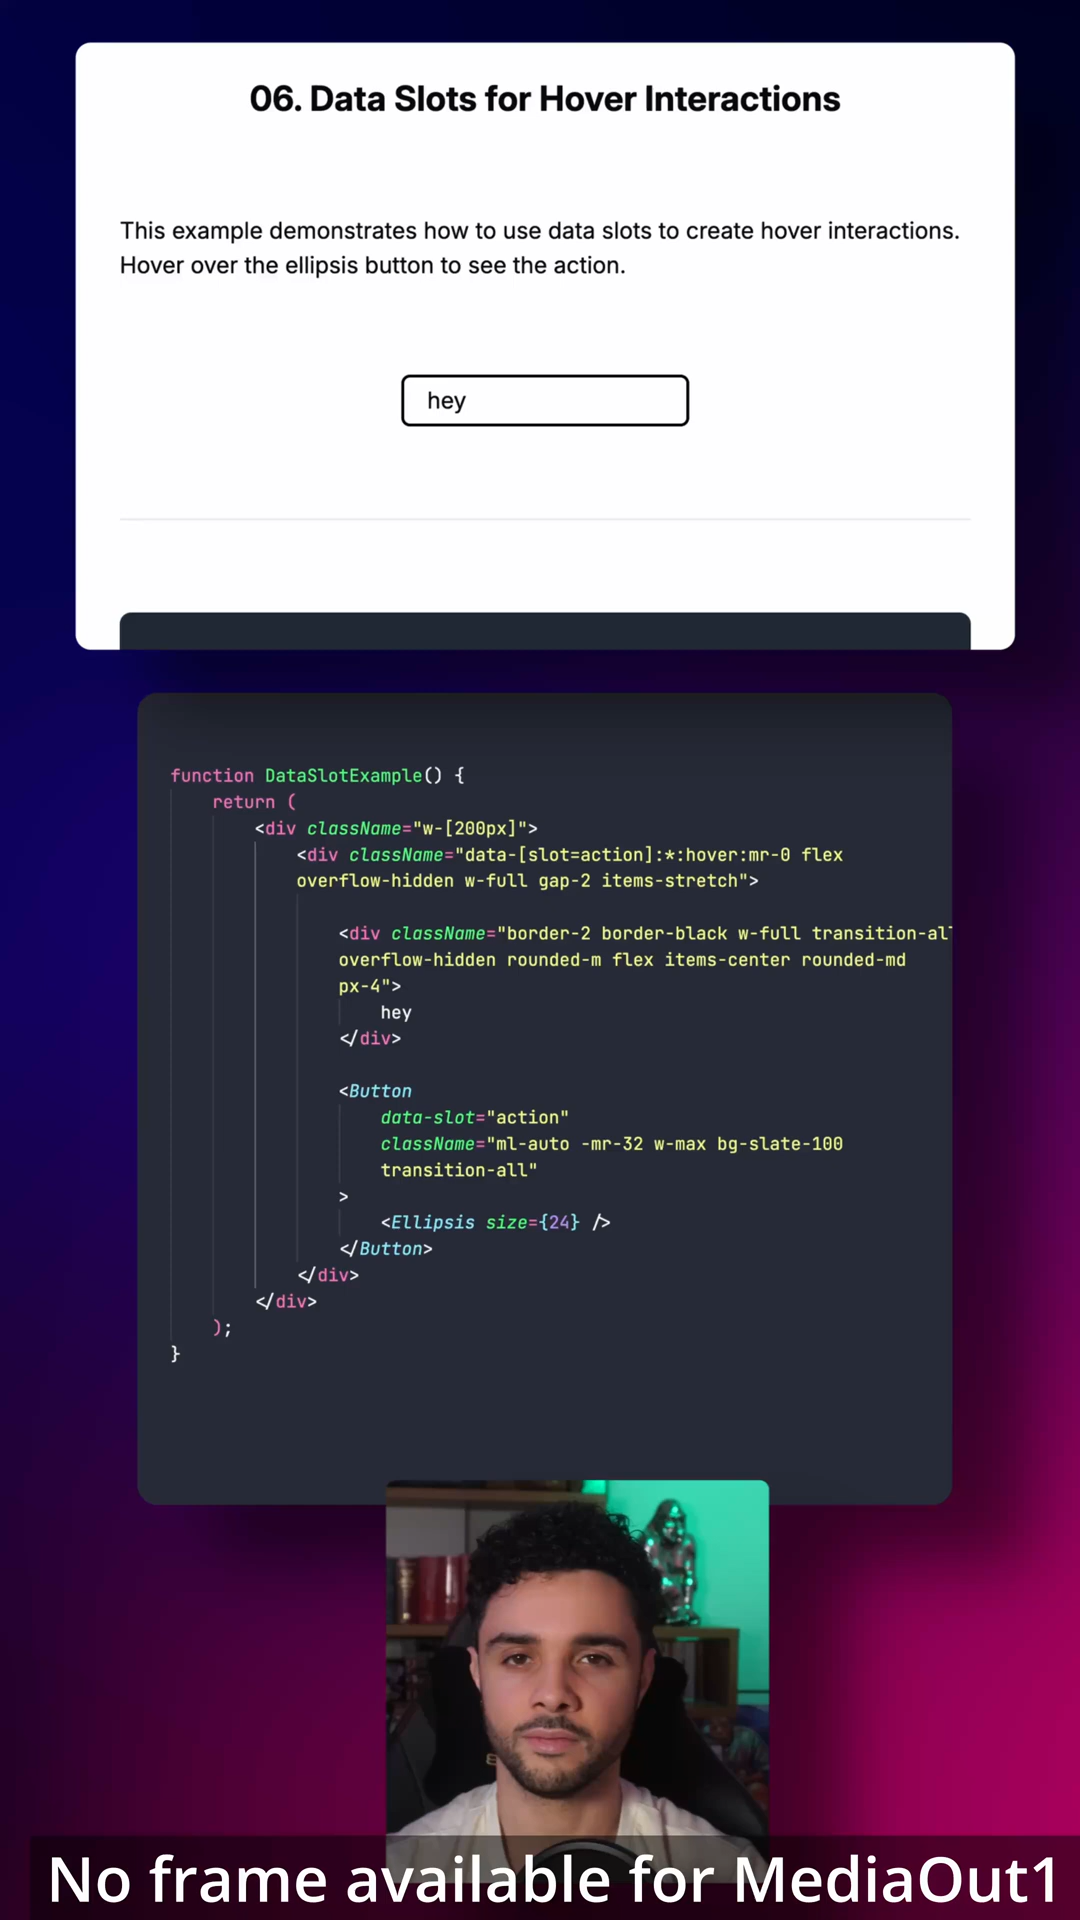 06. Data Slots for Hover Interactions
This example demonstrates how to use data slots to create hover interactions.
Hover over the ellipsis button to see the action.
hey
function DataSlotExample() {
return (
<div className="w-[200px]">
<div className="data-[slot=action]:*:hover:mr-0 flex
overflow-hidden w-full gap-2 items-stretch">
<div className="border-2 border-black w-full transition-all
overflow-hidden rounded-m flex items-center rounded-md
px-4">
hey
</div>
<Button
data-slot="action"
className="ml-auto -mr-32 w-max bg-slate-100
transition-all"
>
<Ellipsis size={24} />
</Button>
</div>
</div>
);
}
No frame available for MediaOut1